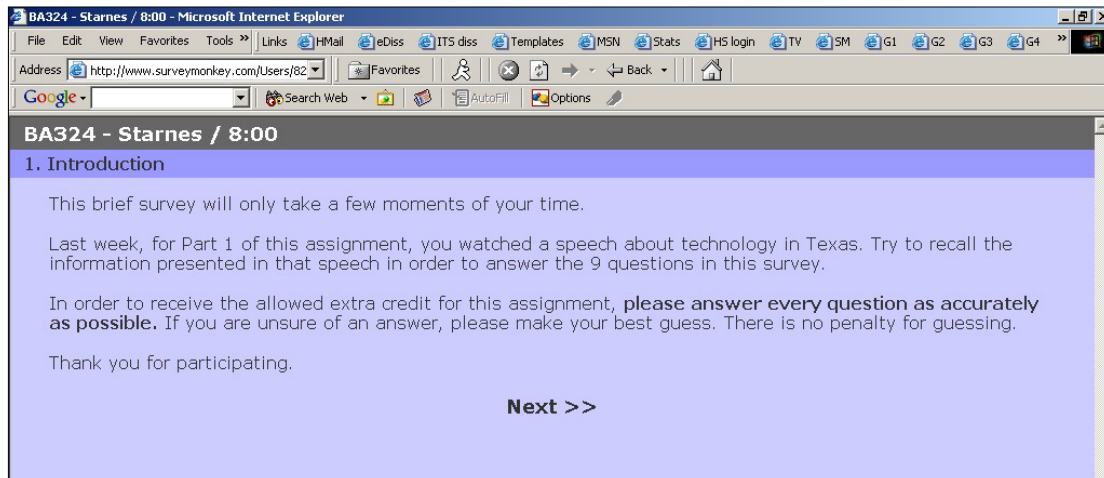 BA324 - Starnes / 8:00 - Microsoft Internet Explorer
File Edit View Favorites Tools » Links HMail eDiss ITS diss Templates MSN Stats HS login TV SM G1 G2 G3 G4 »
Address http://www.surveymonkey.com/Users/82 Favorites Back
Google Search Web AutoFill Options
BA324 - Starnes / 8:00
1. Introduction
This brief survey will only take a few moments of your time.
Last week, for Part 1 of this assignment, you watched a speech about technology in Texas. Try to recall the
information presented in that speech in order to answer the 9 questions in this survey.
In order to receive the allowed extra credit for this assignment, please answer every question as accurately
as possible. If you are unsure of an answer, please make your best guess. There is no penalty for guessing.
Thank you for participating.
Next >>